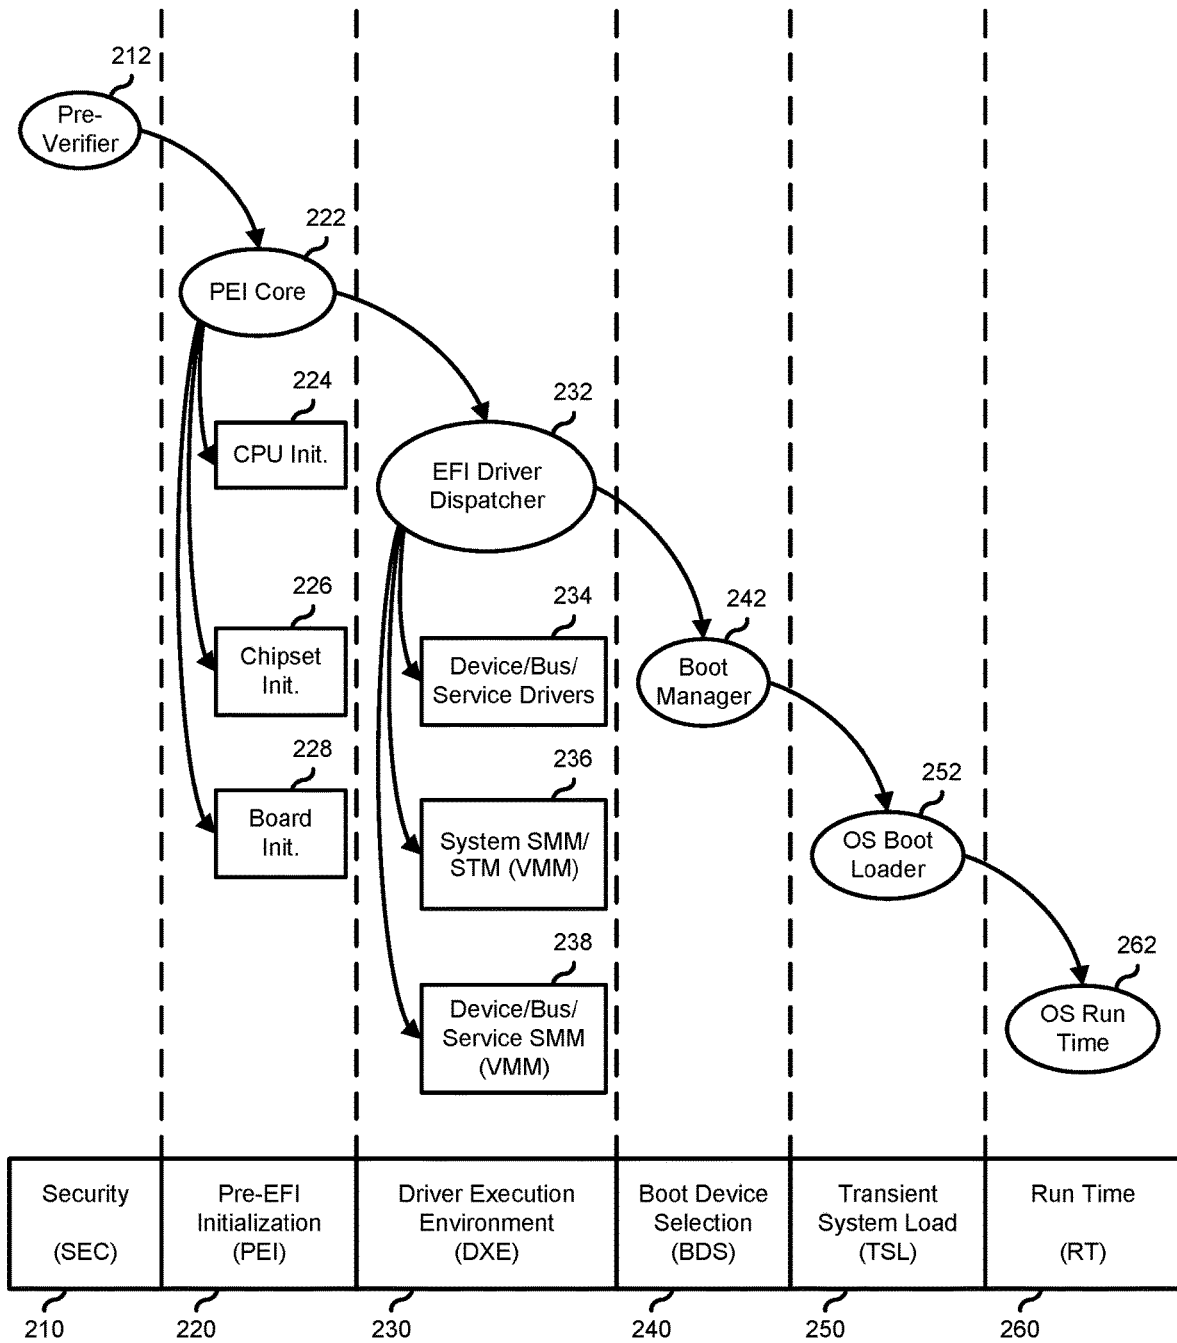 212
Pre-
Verifier
222
PEI Core
224
CPU Init.
232
EFI Driver
Dispatcher
226
Chipset
Init.
228
Board
Init.
234
Device/Bus/
Service Drivers
236
System SMM/
STM (VMM)
238
Device/Bus/
Service SMM
(VMM)
242
Boot
Manager
252
OS Boot
Loader
262
OS Run
Time
Security
(SEC)
Pre-EFI
Initialization
(PEI)
Driver Execution
Environment
(DXE)
Boot Device
Selection
(BDS)
Transient
System Load
(TSL)
Run Time
(RT)
210
220
230
240
250
260